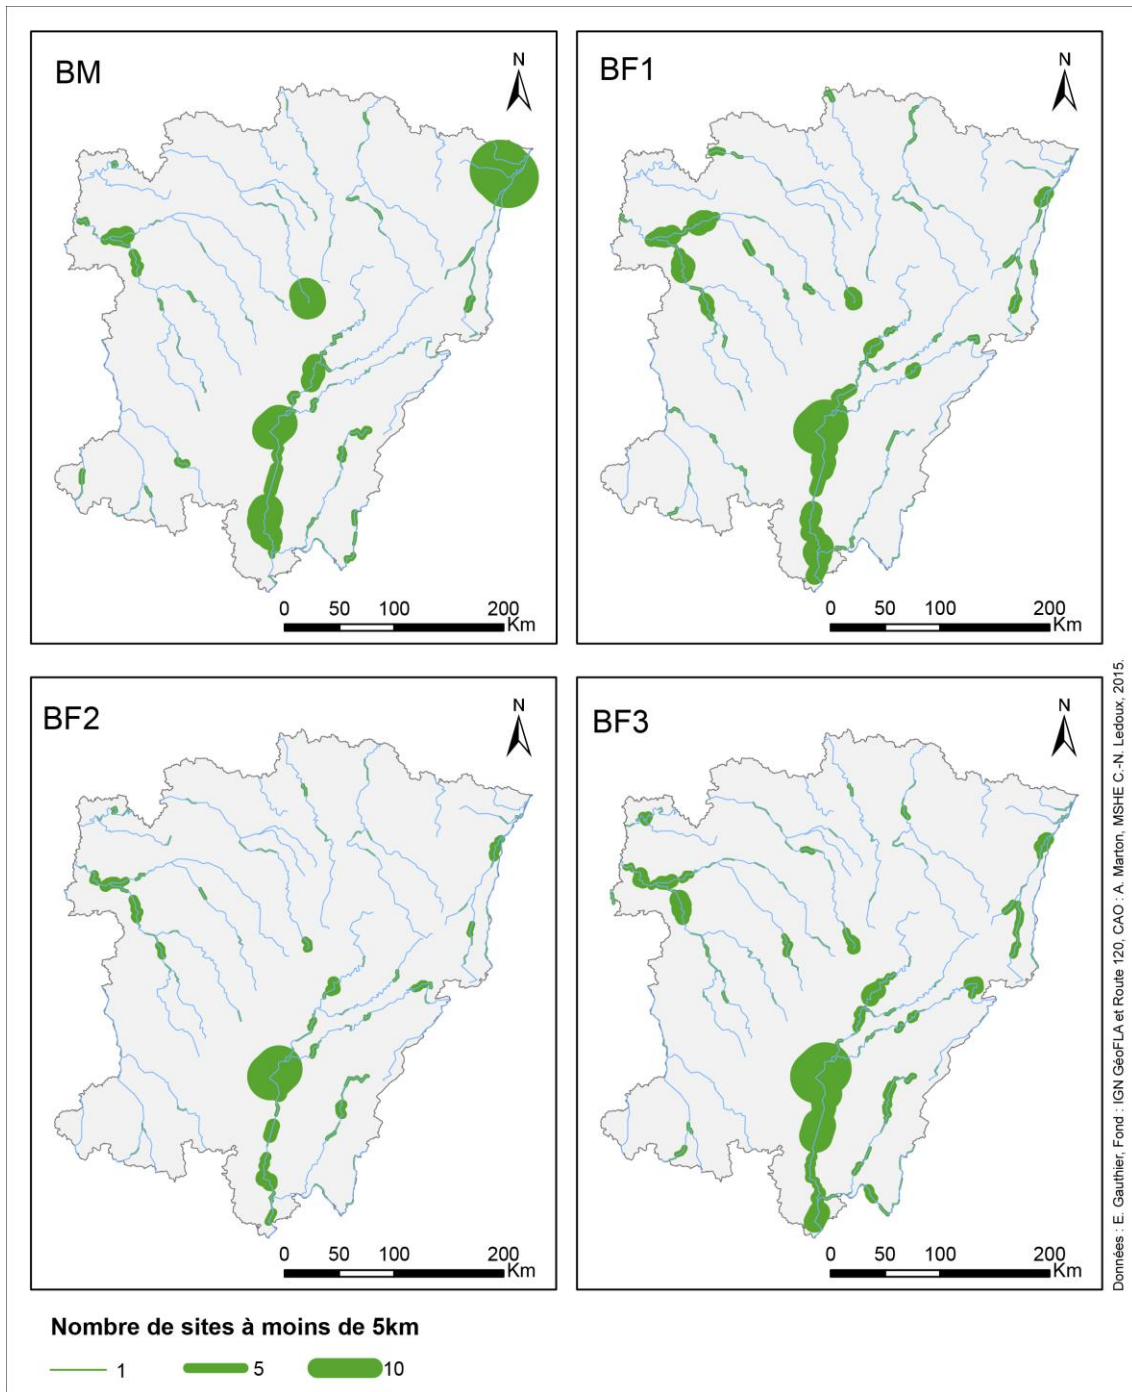 BM
N
0 50 100 200
Km
BF1
N
0 50 100 200
Km
BF2
N
0 50 100 200
Km
BF3
N
0 50 100 200
Km
Données : E. Gauthier, Fond : IGN GéoFLA et Route 120, CAO : A. Marton, MSHE C.-N. Ledoux, 2015.
Nombre de sites à moins de 5km
1 5 10